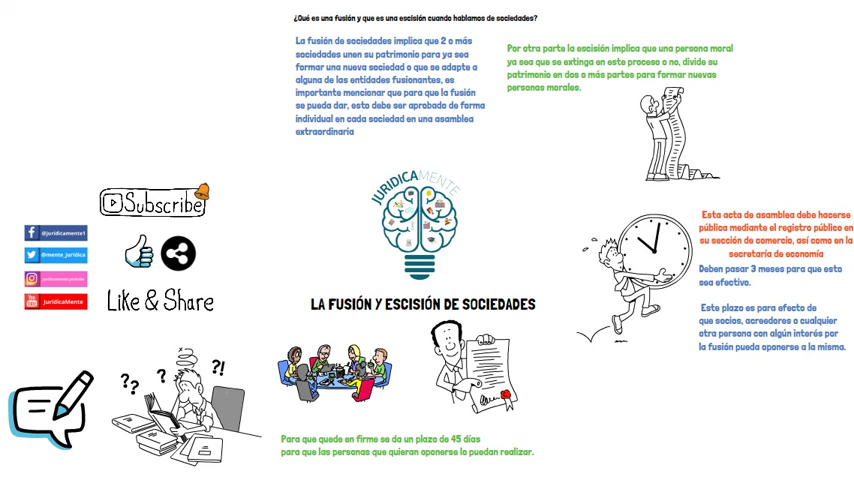 ¿Qué es una fusión y que es una escisión cuando hablamos de sociedades?
La fusión de sociedades implica que 2 o más
sociedades unen su patrimonio para ya sea
formar una nueva sociedad o que se adapte a
alguna de las entidades fusionantes, es
importante mencionar que para que la fusión
se pueda dar, esto debe ser aprobado de forma
individual en cada sociedad en una asamblea
extraordinaria
Por otra parte la escisión implica que una persona moral
ya sea que se extinga en este proceso o no, divide su
patrimonio en dos o más partes para formar nuevas
personas morales.
JURIDICAMENTE
Subscribe
@juridicamente1
@mente_juridica
JuridicaMente
Like & Share
LA FUSIÓN Y ESCISIÓN DE SOCIEDADES
Esta acta de asamblea debe hacerse
pública mediante el registro público en
su sección de comercio, así como en la
secretaría de economía
Deben pasar 3 meses para que esto
sea efectivo.
Este plazo es para efecto de
que socios, acreedores o cualquier
otra persona con algún interés por
la fusión pueda oponerse a la misma.
?? ? ?!
Para que quede en firme se da un plazo de 45 días
para que las personas que quieran oponerse lo puedan realizar.